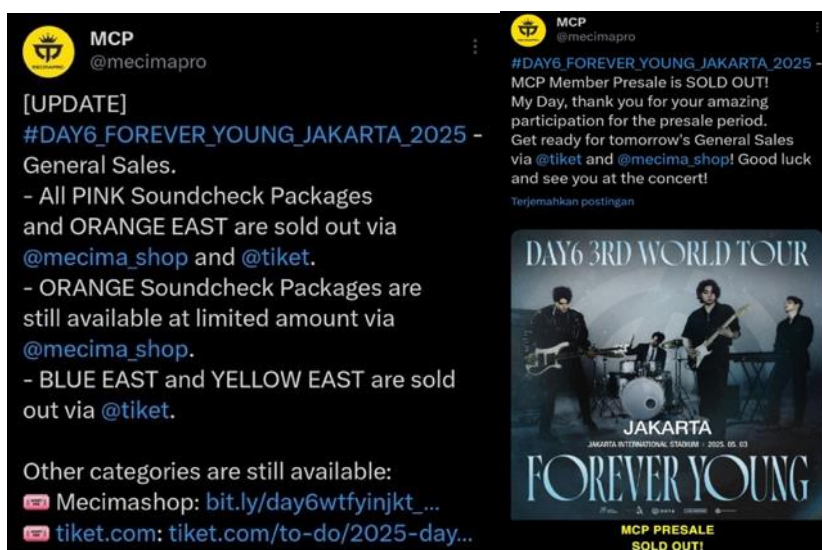 MCP
@mecimapro
[UPDATE]
#DAY6_FOREVER_YOUNG_JAKARTA_2025 -
General Sales.
- All PINK Soundcheck Packages
and ORANGE EAST are sold out via
@mecima_shop and @tiket.
- ORANGE Soundcheck Packages are
still available at limited amount via
@mecima_shop.
- BLUE EAST and YELLOW EAST are sold
out via @tiket.
Other categories are still available:
Mecimashop: bit.ly/day6wtfyinjkt_...
tiket.com: tiket.com/to-do/2025-day...
MCP
@mecimapro
#DAY6_FOREVER_YOUNG_JAKARTA_2025 -
MCP Member Presale is SOLD OUT!
My Day, thank you for your amazing
participation for the presale period.
Get ready for tomorrow's General Sales
via @tiket and @mecima_shop! Good luck
and see you at the concert!
Terjemahkan postingan
DAY6 3RD WORLD TOUR
JAKARTA
JAKARTA INTERNATIONAL STADIUM · 2025. 05. 03
FOREVER YOUNG
MCP PRESALE
SOLD OUT!